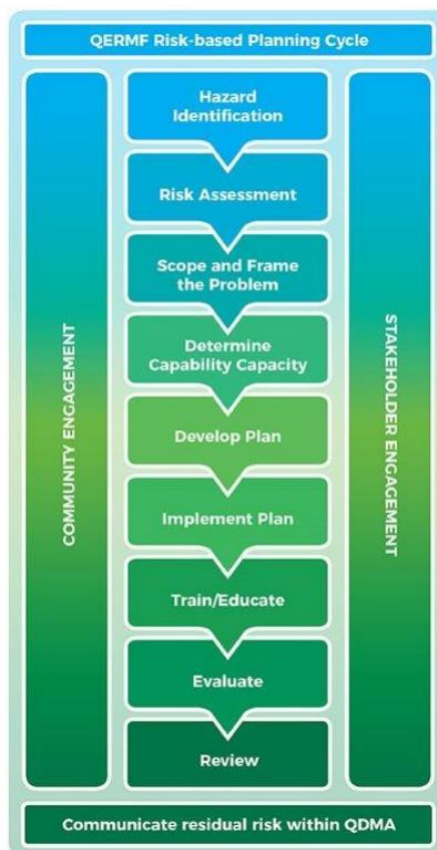 QERMF Risk-based Planning Cycle
COMMUNITY ENGAGEMENT
Hazard
Identification
Risk Assessment
Scope and Frame
the Problem
Determine
Capability Capacity
Develop Plan
Implement Plan
Train/Educate
Evaluate
Review
STAKEHOLDER ENGAGEMENT
Communicate residual risk within QDMA